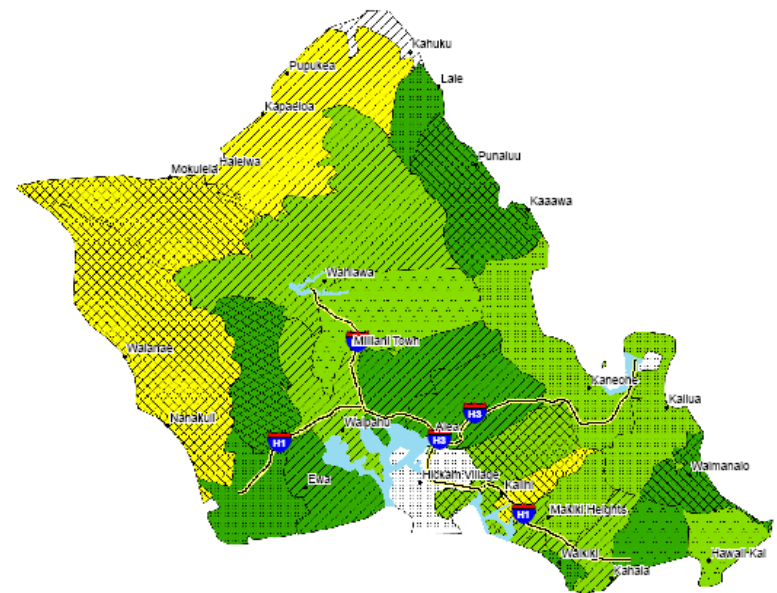 Kahuku
Pupukea
Laie
Kapaeloa
Punaluu
Haleiwa
Mokuleia
Kaaawa
Wahiawa
Mililani Town
Waianae
Kaneohe
Kailua
Nanakuli
H3
Waipahu
Aiea
H1
H3
Waimanalo
Hickam Village
Ewa
Kalihi
H1
Makiki Heights
Waikiki
Hawaii Kai
Kahala